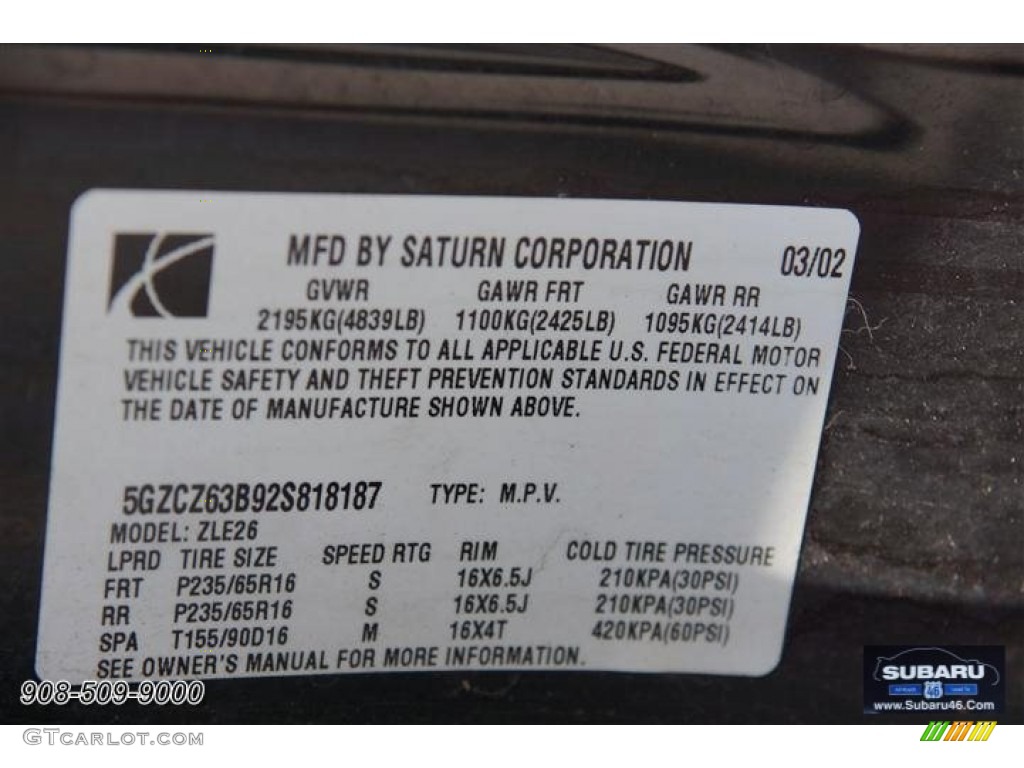 MFD BY SATURN CORPORATION 03/02
GVWR GAWR FRT GAWR RR
2195KG(4839LB) 1100KG(2425LB) 1095KG(2414LB)
THIS VEHICLE CONFORMS TO ALL APPLICABLE U.S. FEDERAL MOTOR
VEHICLE SAFETY AND THEFT PREVENTION STANDARDS IN EFFECT ON
THE DATE OF MANUFACTURE SHOWN ABOVE.
5GZCZ63B92S818187 TYPE: M.P.V.
MODEL: ZLE26
LPRD TIRE SIZE SPEED RTG RIM COLD TIRE PRESSURE
FRT P235/65R16 S 16X6.5J 210KPA(30PSI)
RR P235/65R16 S 16X6.5J 210KPA(30PSI)
SPA T155/90D16 M 16X4T 420KPA(60PSI)
SEE OWNER'S MANUAL FOR MORE INFORMATION.
908-509-9000
SUBARU
46
www.Subaru46.Com
GTCARLOT.COM